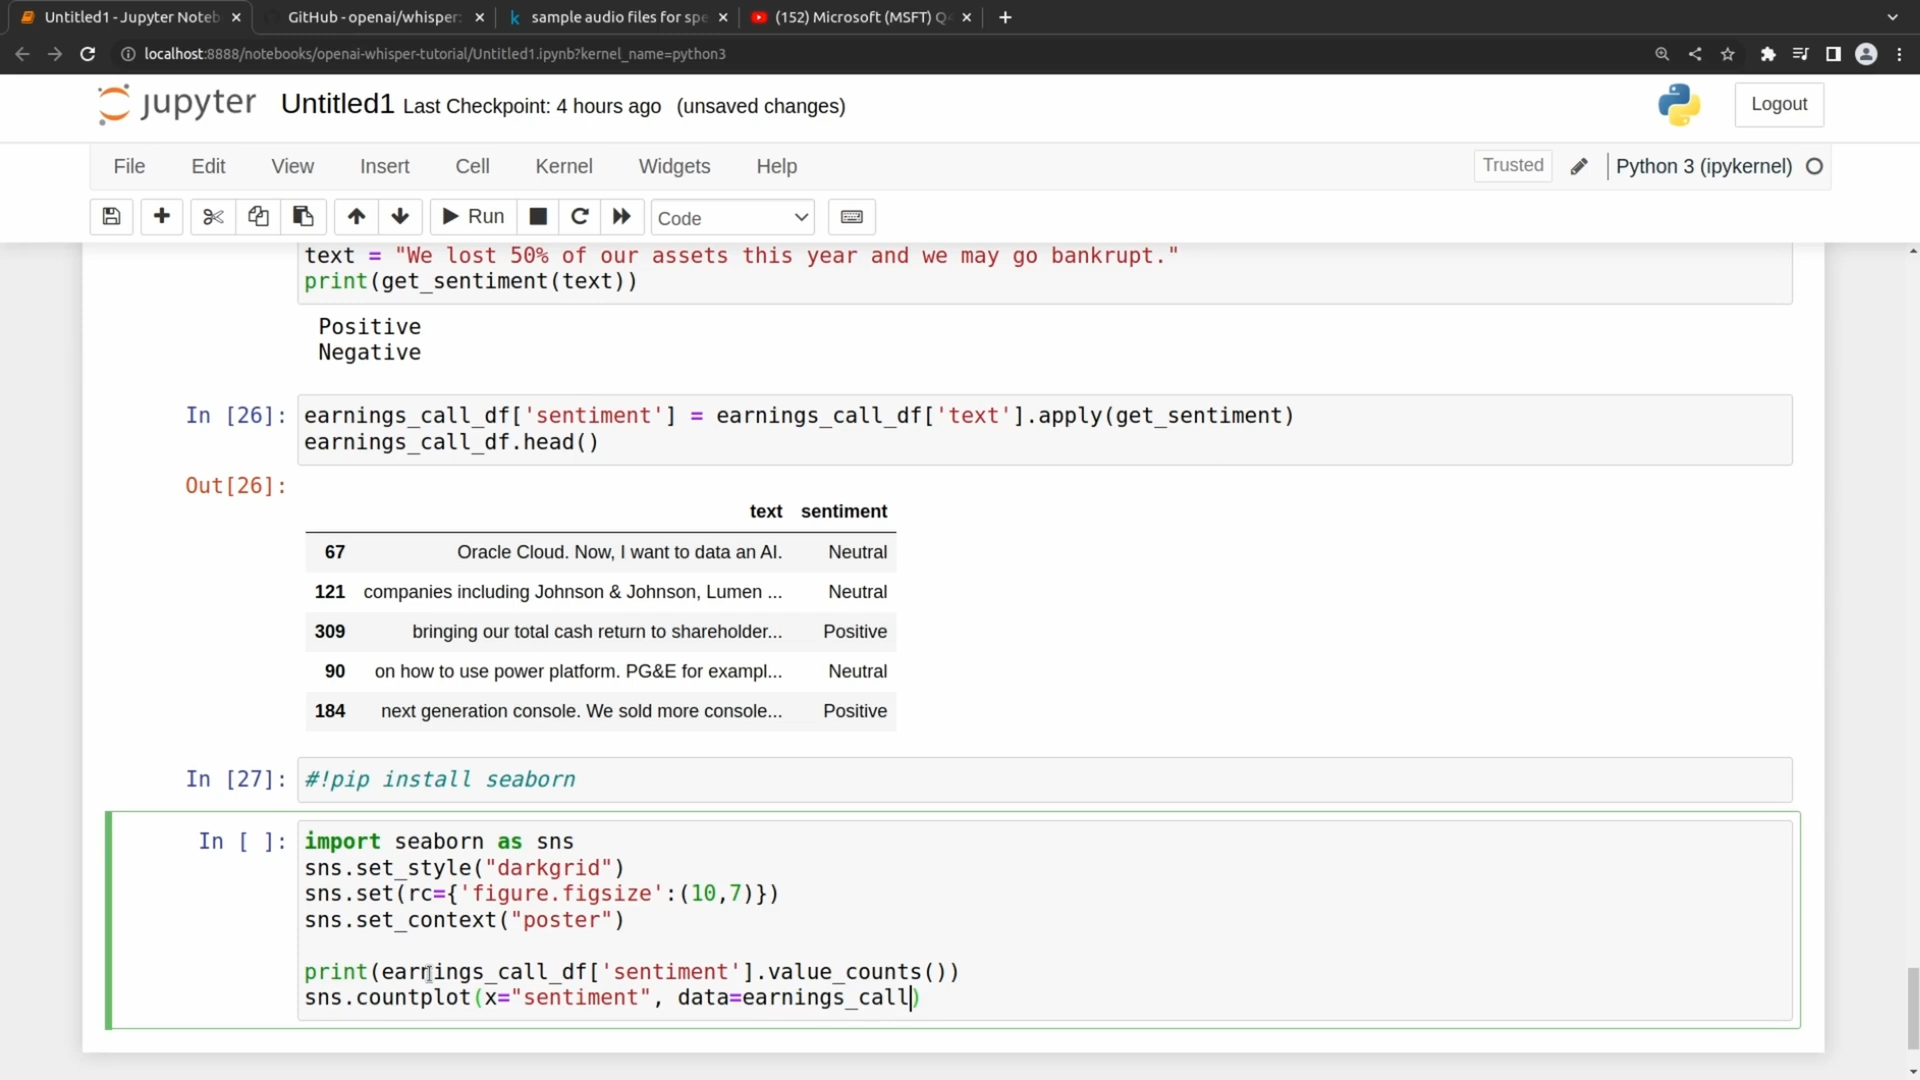 Untitled1 - Jupyter Noteb
GitHub - openai/whisper:
sample audio files for spe
(152) Microsoft (MSFT) Q4
localhost:8888/notebooks/openai-whisper-tutorial/Untitled1.ipynb?kernel_name=python3
jupyter Untitled1 Last Checkpoint: 4 hours ago (unsaved changes)
Logout
File Edit View Insert Cell Kernel Widgets Help
Trusted Python 3 (ipykernel)
Run Code
text = "We lost 50% of our assets this year and we may go bankrupt."
print(get_sentiment(text))
Positive
Negative
In [26]: earnings_call_df['sentiment'] = earnings_call_df['text'].apply(get_sentiment)
earnings_call_df.head()
Out[26]:
text sentiment
67 Oracle Cloud. Now, I want to data an AI. Neutral
121 companies including Johnson & Johnson, Lumen ... Neutral
309 bringing our total cash return to shareholder... Positive
90 on how to use power platform. PG&E for exampl... Neutral
184 next generation console. We sold more console... Positive
In [27]: #!pip install seaborn
In [ ]: import seaborn as sns
sns.set_style("darkgrid")
sns.set(rc={'figure.figsize':(10,7)})
sns.set_context("poster")
print(earnings_call_df['sentiment'].value_counts())
sns.countplot(x="sentiment", data=earnings_call)